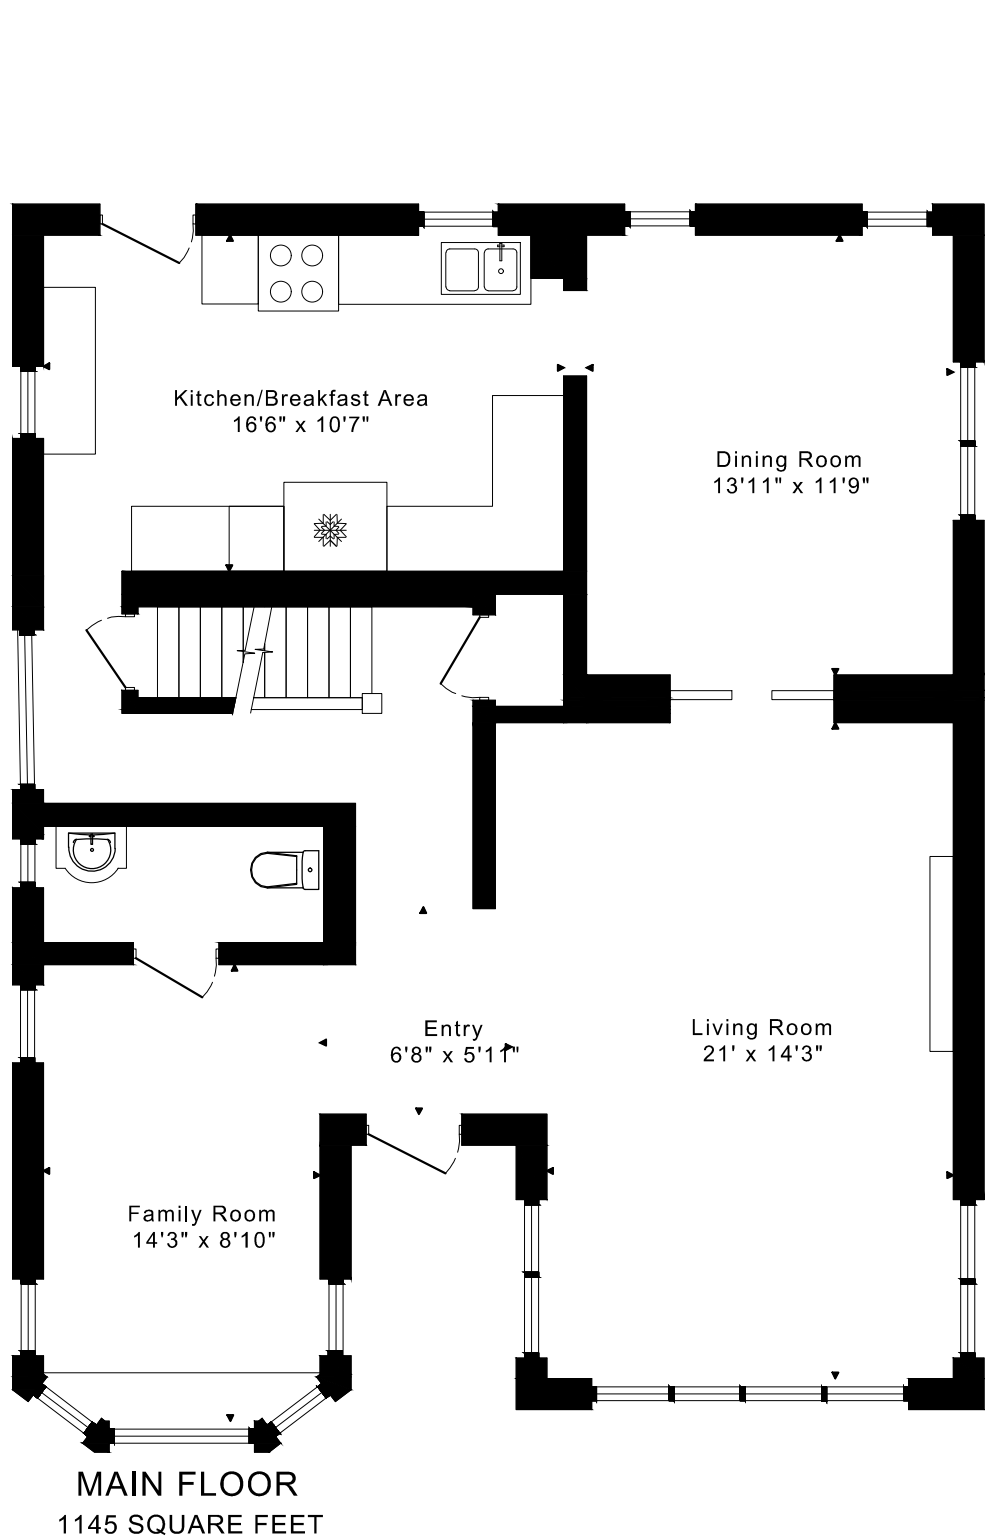 Kitchen/Breakfast Area
16'6" x 10'7"
Dining Room
13'11" x 11'9"
Entry
6'8" x 5'11"
Living Room
21' x 14'3"
Family Room
14'3" x 8'10"
MAIN FLOOR
1145 SQUARE FEET